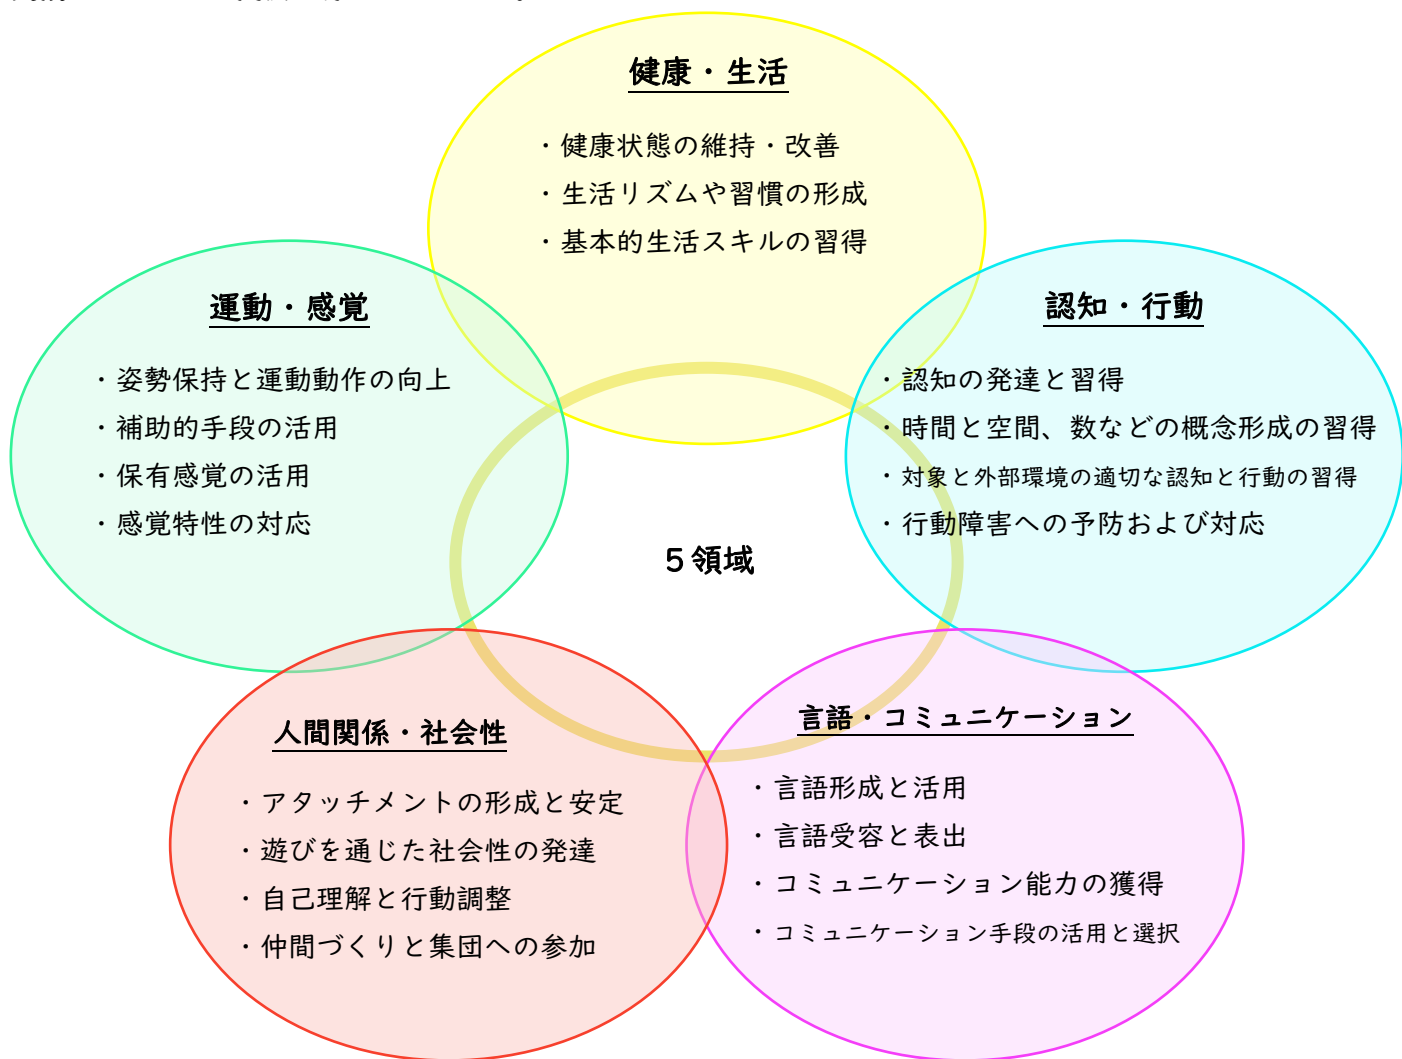 健康・生活
・健康状態の維持・改善
・生活リズムや習慣の形成
・基本的生活スキルの習得
運動・感覚
・姿勢保持と運動動作の向上
・補助的手段の活用
・保有感覚の活用
・感覚特性の対応
認知・行動
・認知の発達と習得
・時間と空間、数などの概念形成の習得
・対象と外部環境の適切な認知と行動の習得
・行動障害への予防および対応
５領域
人間関係・社会性
・アタッチメントの形成と安定
・遊びを通じた社会性の発達
・自己理解と行動調整
・仲間づくりと集団への参加
言語・コミュニケーション
・言語形成と活用
・言語受容と表出
・コミュニケーション能力の獲得
・コミュニケーション手段の活用と選択